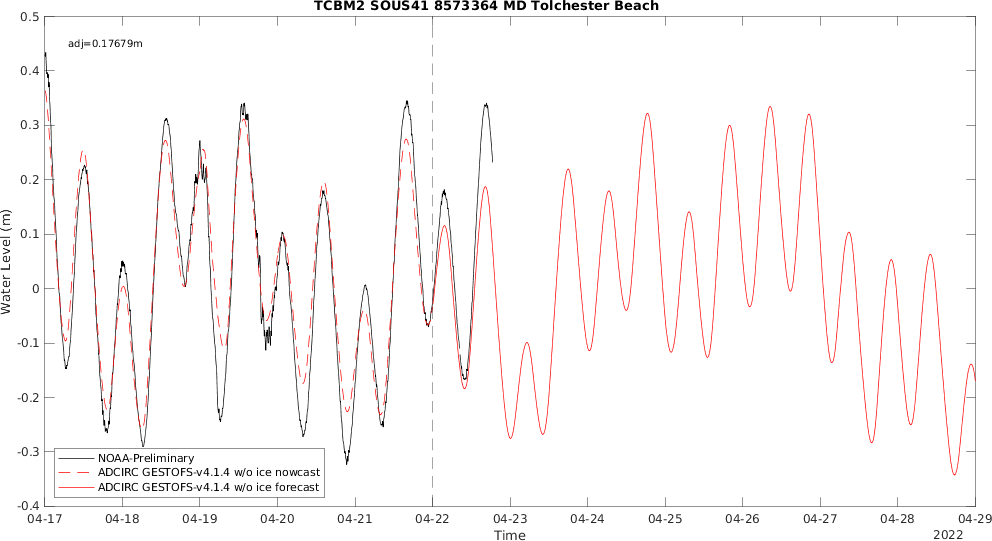 TCBM2 SOUS41 8573364 MD Tolchester Beach
adj=0.17679m
0.5
0.4
0.3
0.2
0.1
0
-0.1
-0.2
-0.3
-0.4
Water Level (m)
NOAA-Preliminary
ADCIRC GESTOFS-v4.1.4 w/o ice nowcast
ADCIRC GESTOFS-v4.1.4 w/o ice forecast
04-17 04-18 04-19 04-20 04-21 04-22 04-23 04-24 04-25 04-26 04-27 04-28 04-29
Time
2022